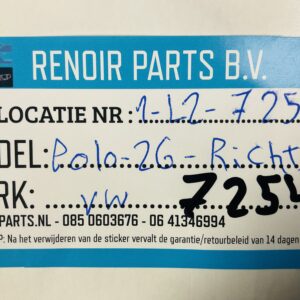 RENOIR PARTS B.V.
LOCATIE NR : 1-L2-725
DEL: Polo-2G-Richt
RK: VW 7254
PARTS.NL - 085 0603676 - 06 41346994
P: Na het verwijderen van de sticker vervalt de garantie/retourbeleid van 14 dagen